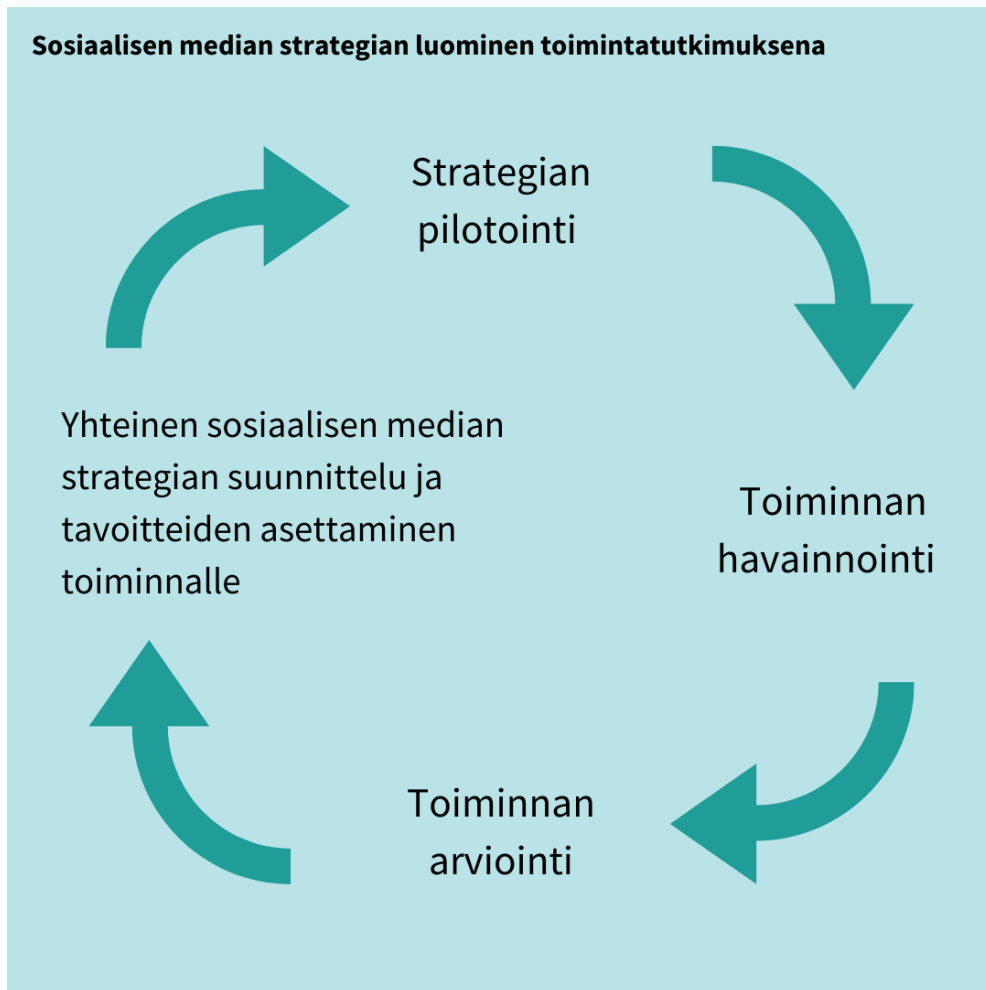 Sosiaalisen median strategian luominen toimintatutkimuksena
Strategian
pilotointi
Yhteinen sosiaalisen median
strategian suunnittelu ja
tavoitteiden asettaminen
toiminnalle
Toiminnan
havainnointi
Toiminnan
arviointi